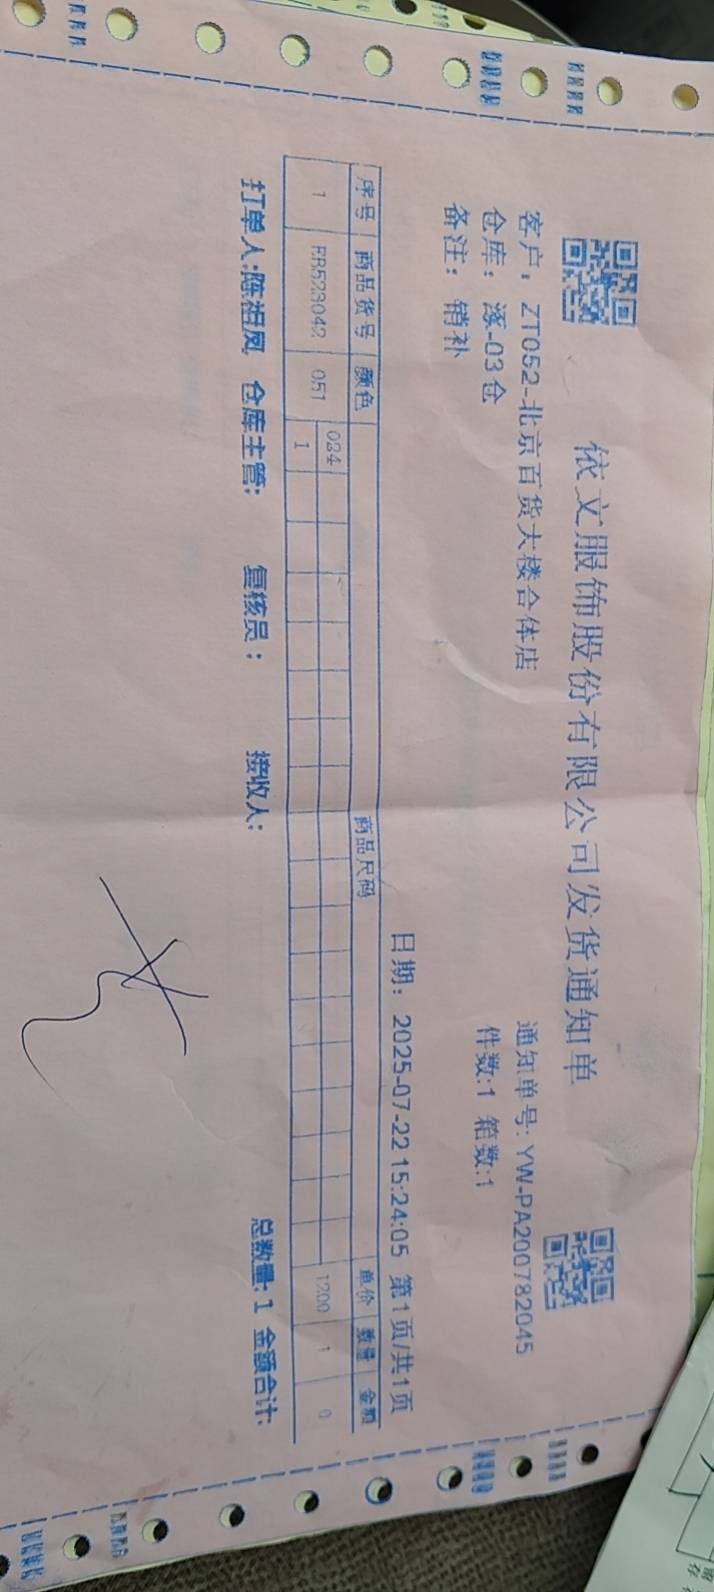 依文服饰股份有限公司发货通知单
客户: ZT052-北京百货大楼合体店 通知单号: YW-PA200782045
仓库: 涿-03仓 件数:1 箱数:1
备注: 销补
日期: 2025-07-22 15:24:05 第1页/共1页
序号 商品货号 颜色 商品尺码 单价 数量 金额
034
1 EB523042 051 1 1200 1 0
打单人:陈祖凤 仓库主管: 复核员: 接收人: 总数量: 1 金额合计: